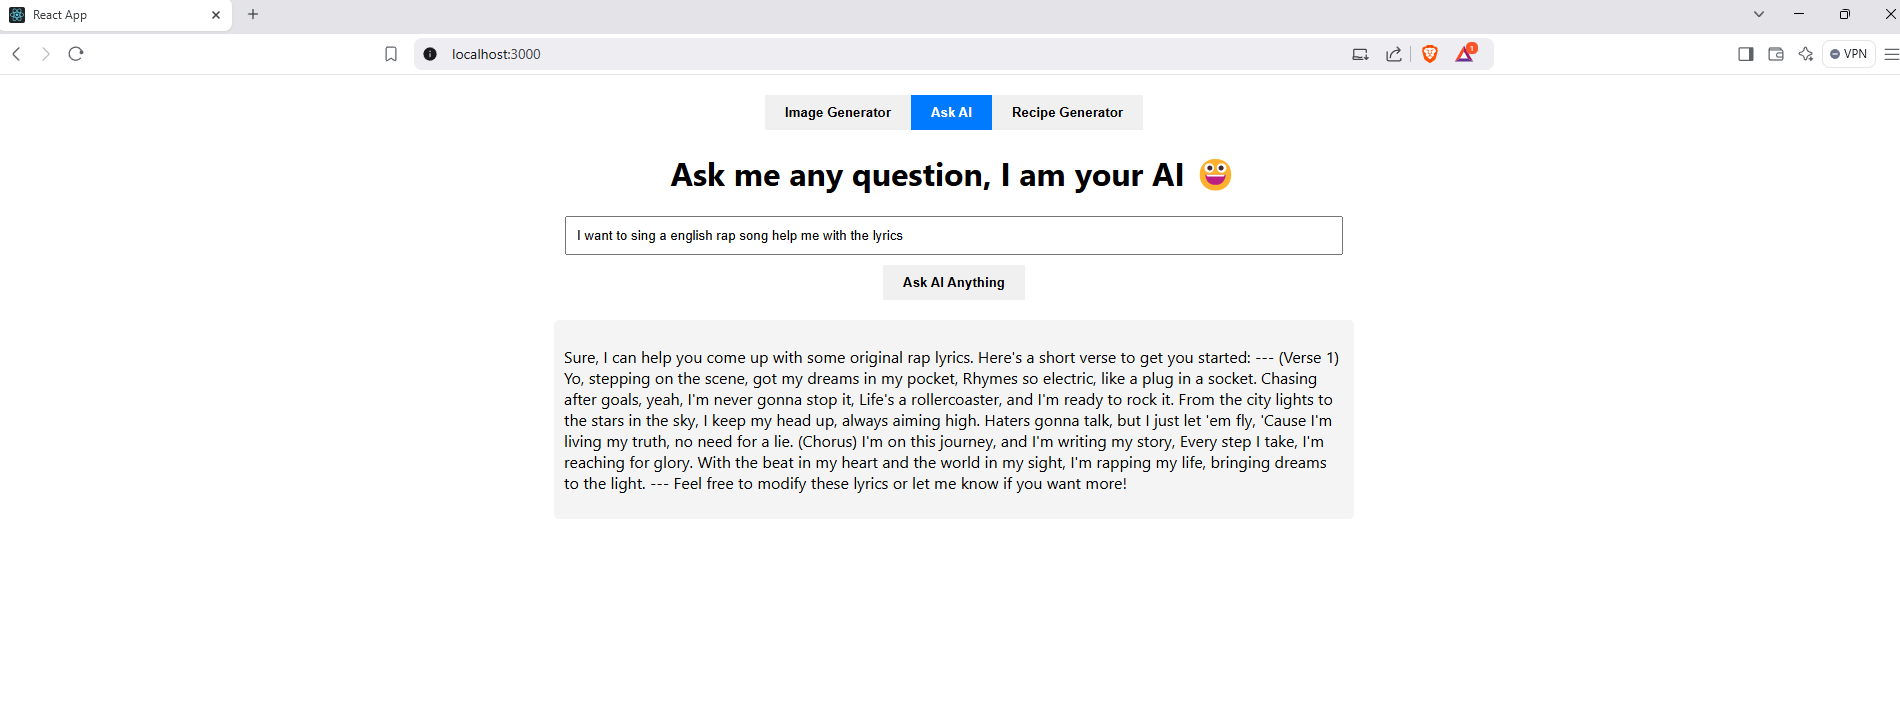 React App
localhost:3000
1
VPN
Image Generator
Ask AI
Recipe Generator
Ask me any question, I am your AI 😀
I want to sing a english rap song help me with the lyrics
Ask AI Anything
Sure, I can help you come up with some original rap lyrics. Here's a short verse to get you started: --- (Verse 1)
Yo, stepping on the scene, got my dreams in my pocket, Rhymes so electric, like a plug in a socket. Chasing
after goals, yeah, I'm never gonna stop it, Life's a rollercoaster, and I'm ready to rock it. From the city lights to
the stars in the sky, I keep my head up, always aiming high. Haters gonna talk, but I just let 'em fly, 'Cause I'm
living my truth, no need for a lie. (Chorus) I'm on this journey, and I'm writing my story, Every step I take, I'm
reaching for glory. With the beat in my heart and the world in my sight, I'm rapping my life, bringing dreams
to the light. --- Feel free to modify these lyrics or let me know if you want more!